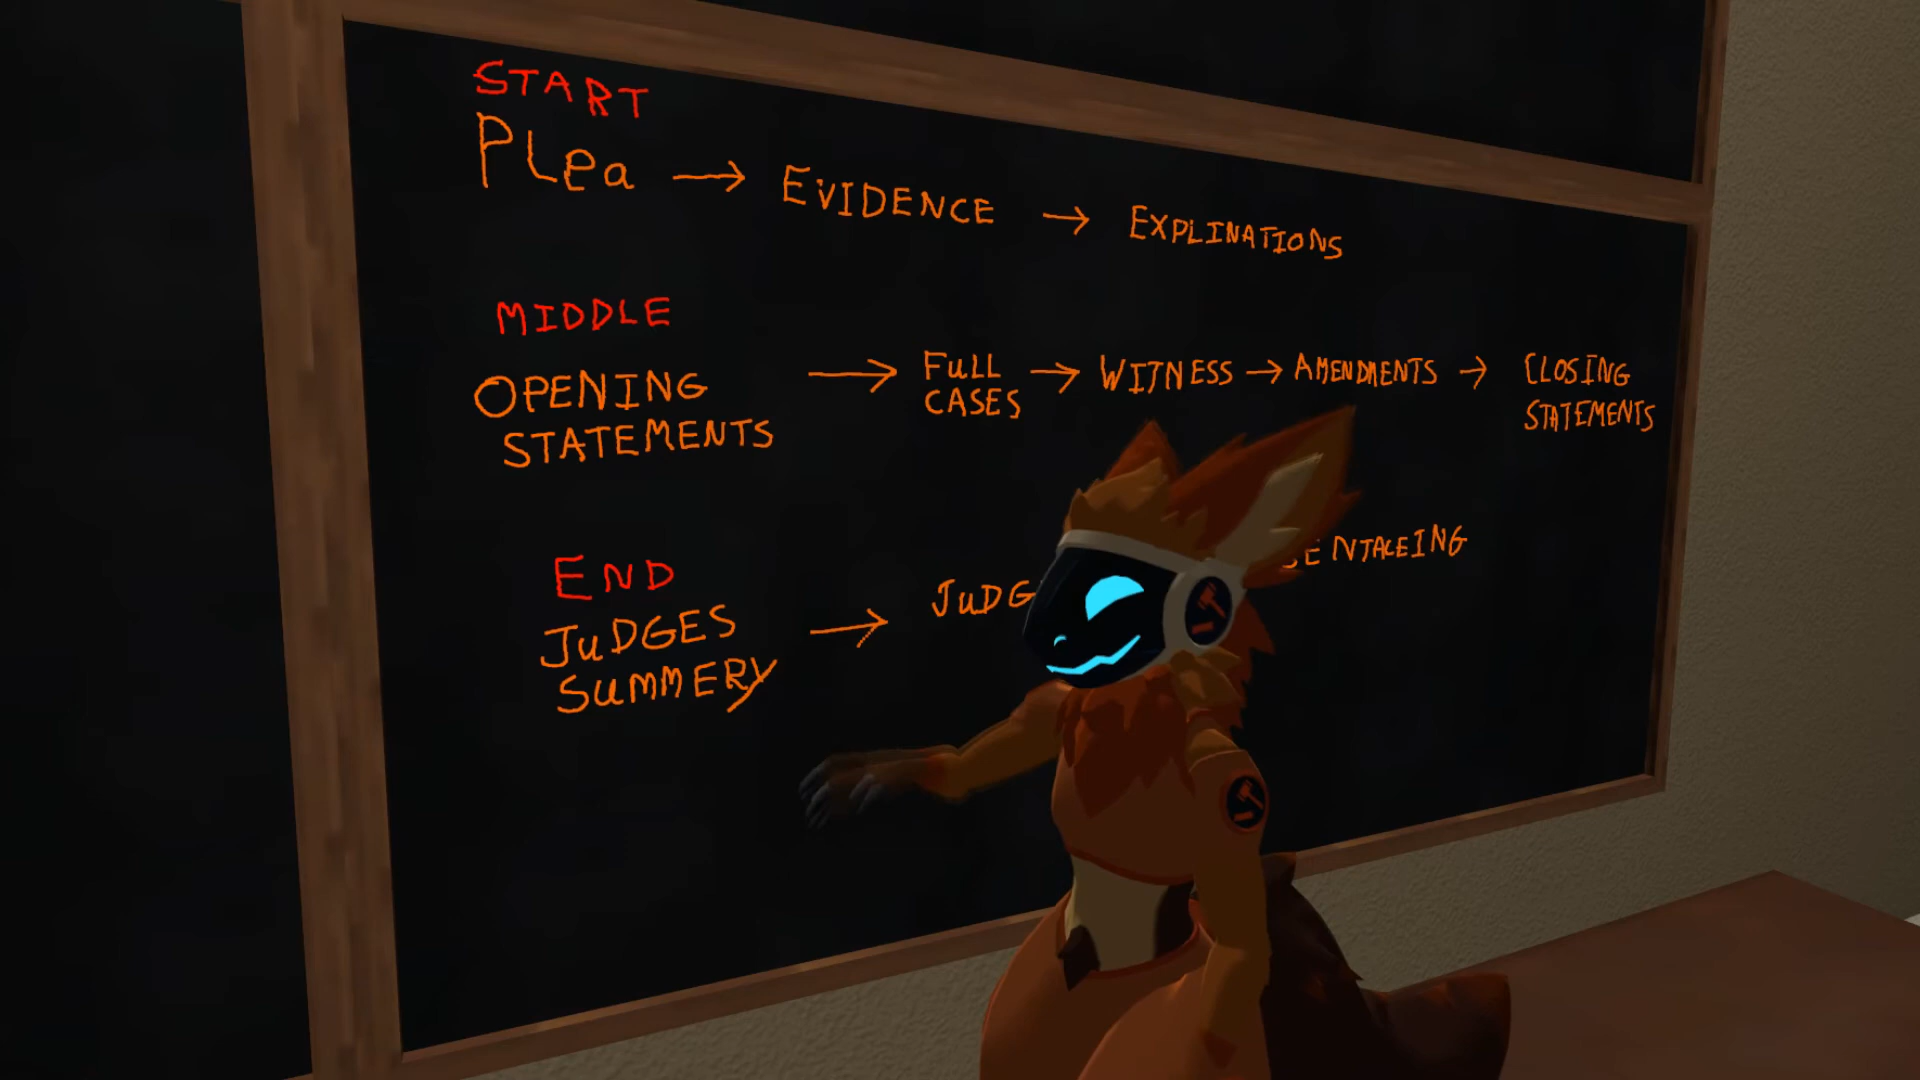 START
PLea → EVIDENCE → EXPLINATIONS
MIDDLE
OPENING STATEMENTS → FULL CASES → WITNESS → AMENDMENTS → CLOSING STATEMENTS
END
JuDGES SUMMERY → JuDG ENTACEING